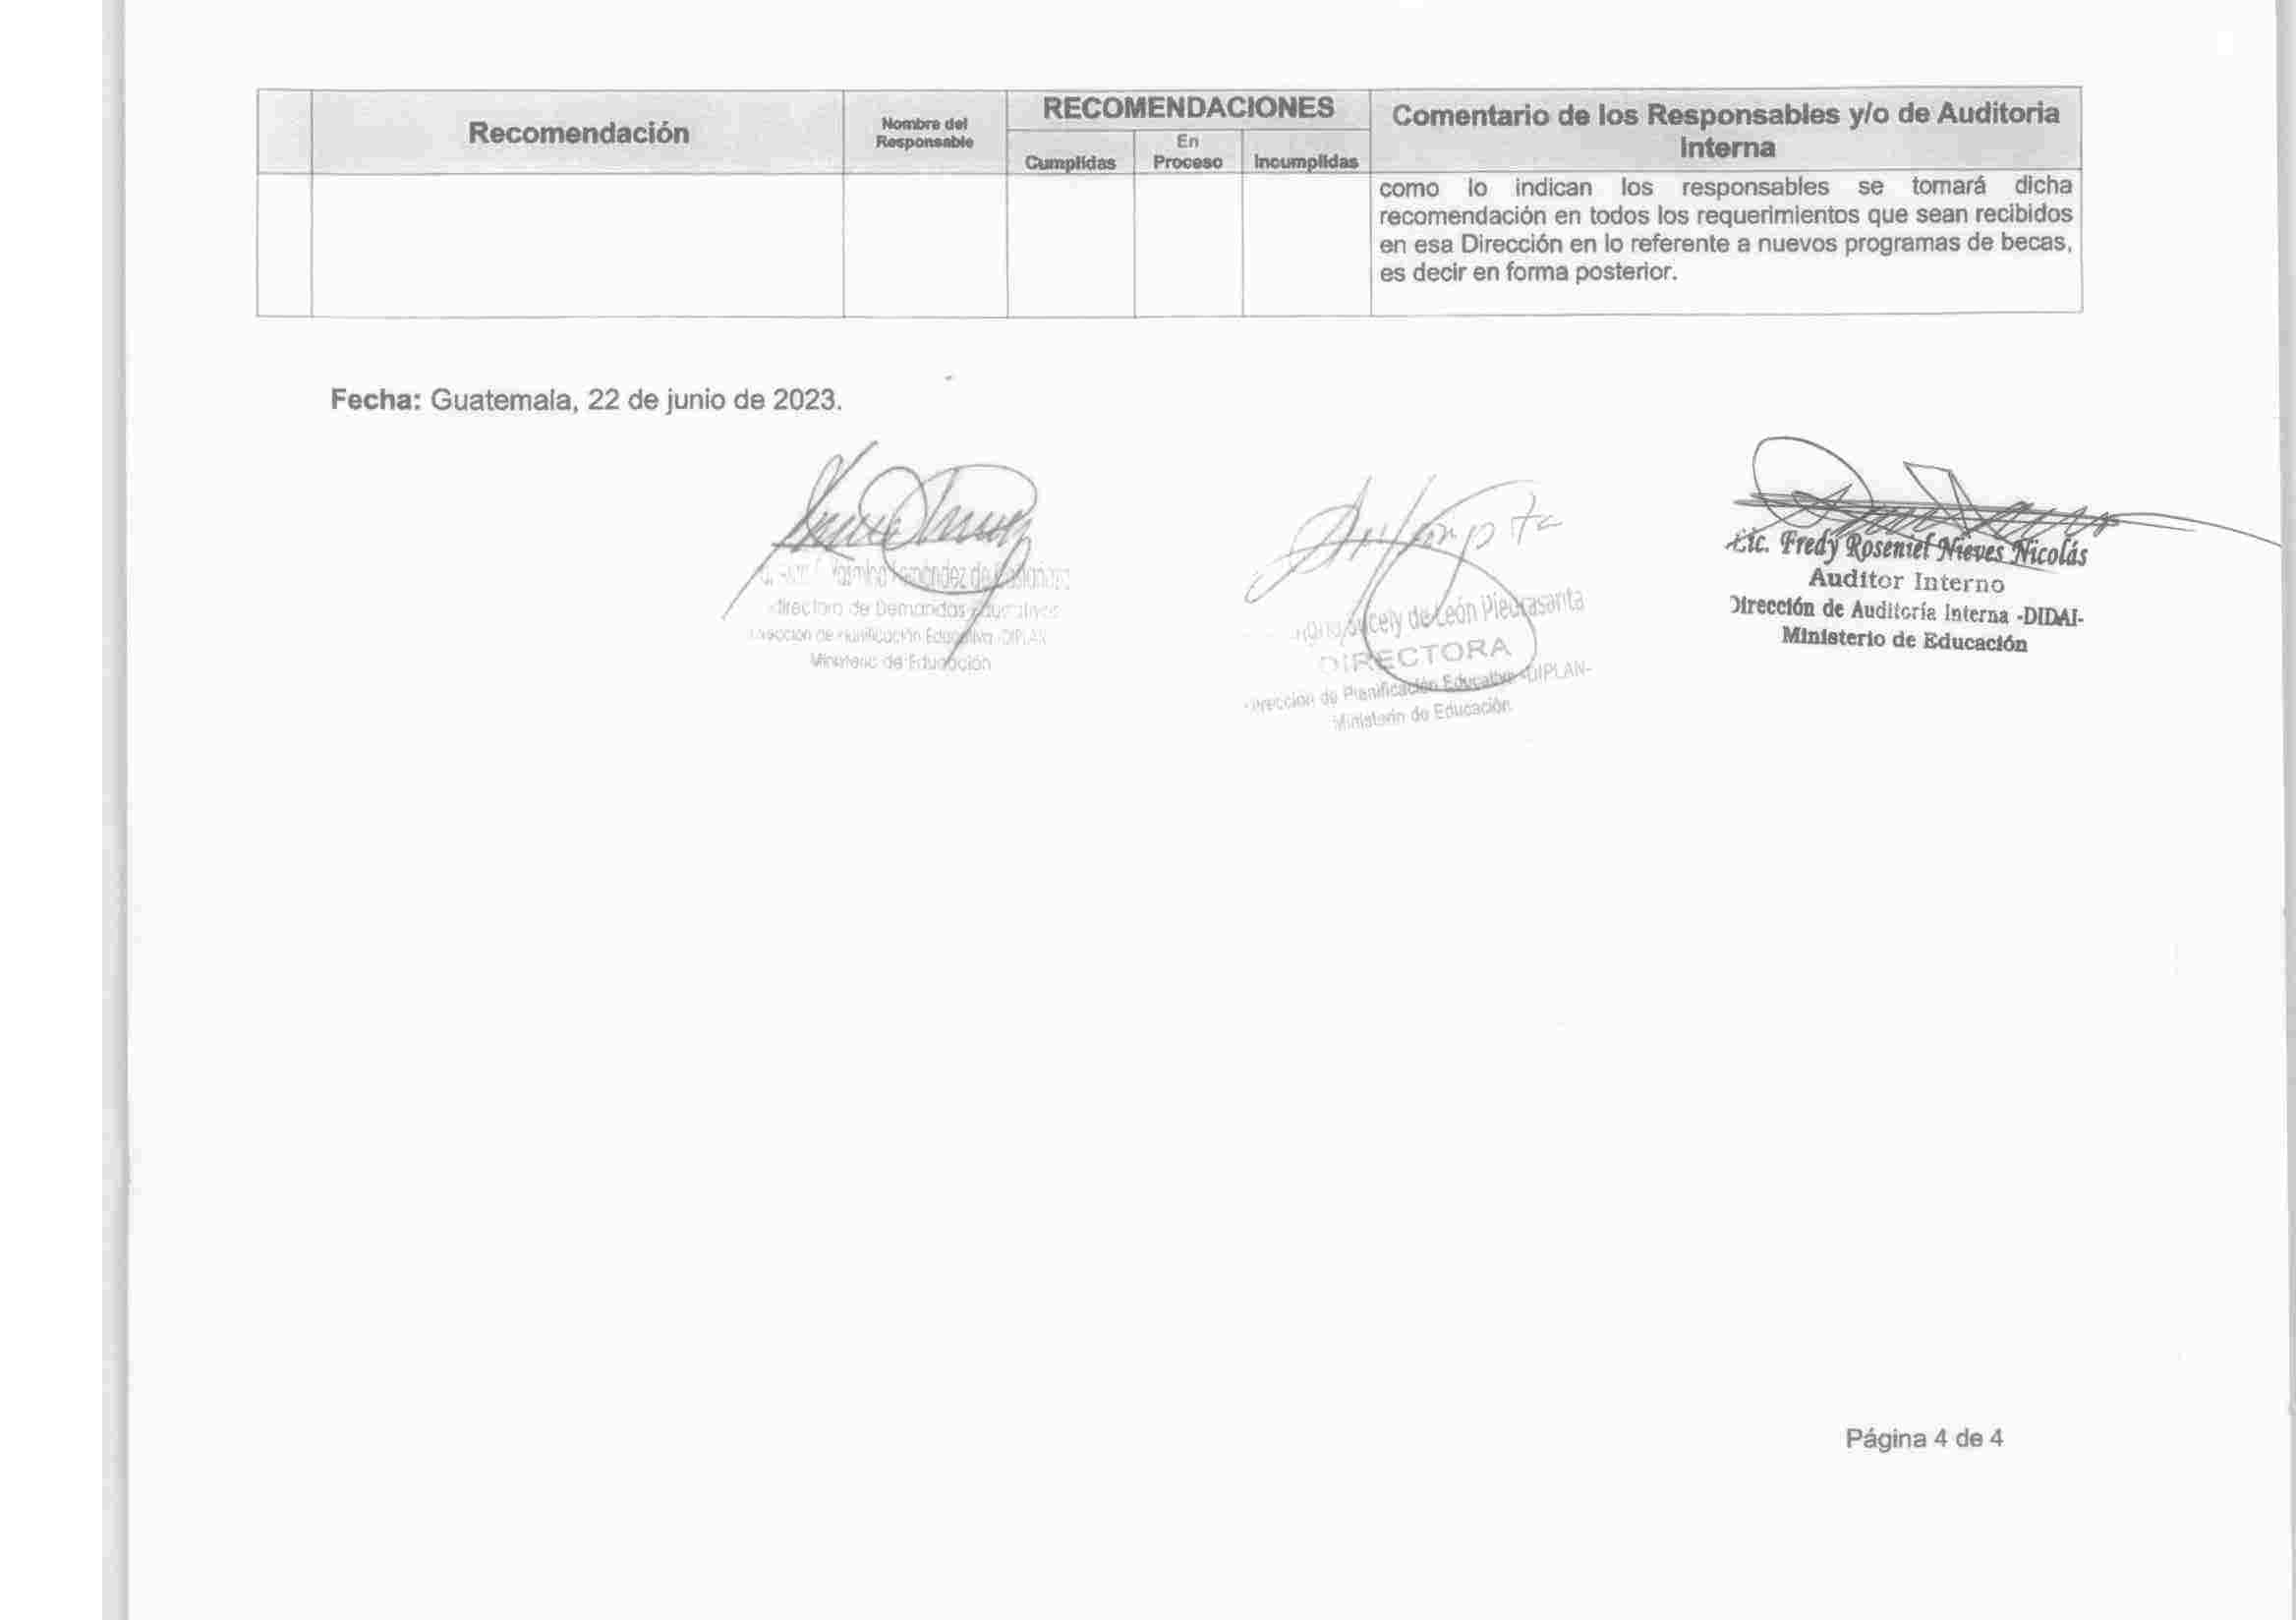 Recomendación
Nombre del
Responsable
RECOMENDACIONES
Cumplidas
En
Proceso
Incumplidas
Comentario de los Responsables y/o de Auditoria
Interna
como lo indican los responsables se tomará dicha
recomendación en todos los requerimientos que sean recibidos
en esa Dirección en lo referente a nuevos programas de becas,
es decir en forma posterior.
Fecha: Guatemala, 22 de junio de 2023.
de Demandas Educativas
de Planificación Educativa -DIPLAN
Ministerio de Educación
de León Piedrasanta
DIRECTORA
Dirección de Planificación Educativa -DIPLAN-
Ministerio de Educación
Lic. Fredy Roseniel Nieves Nicolás
Auditor Interno
Dirección de Auditoría Interna -DIDAI-
Ministerio de Educación
Página 4 de 4